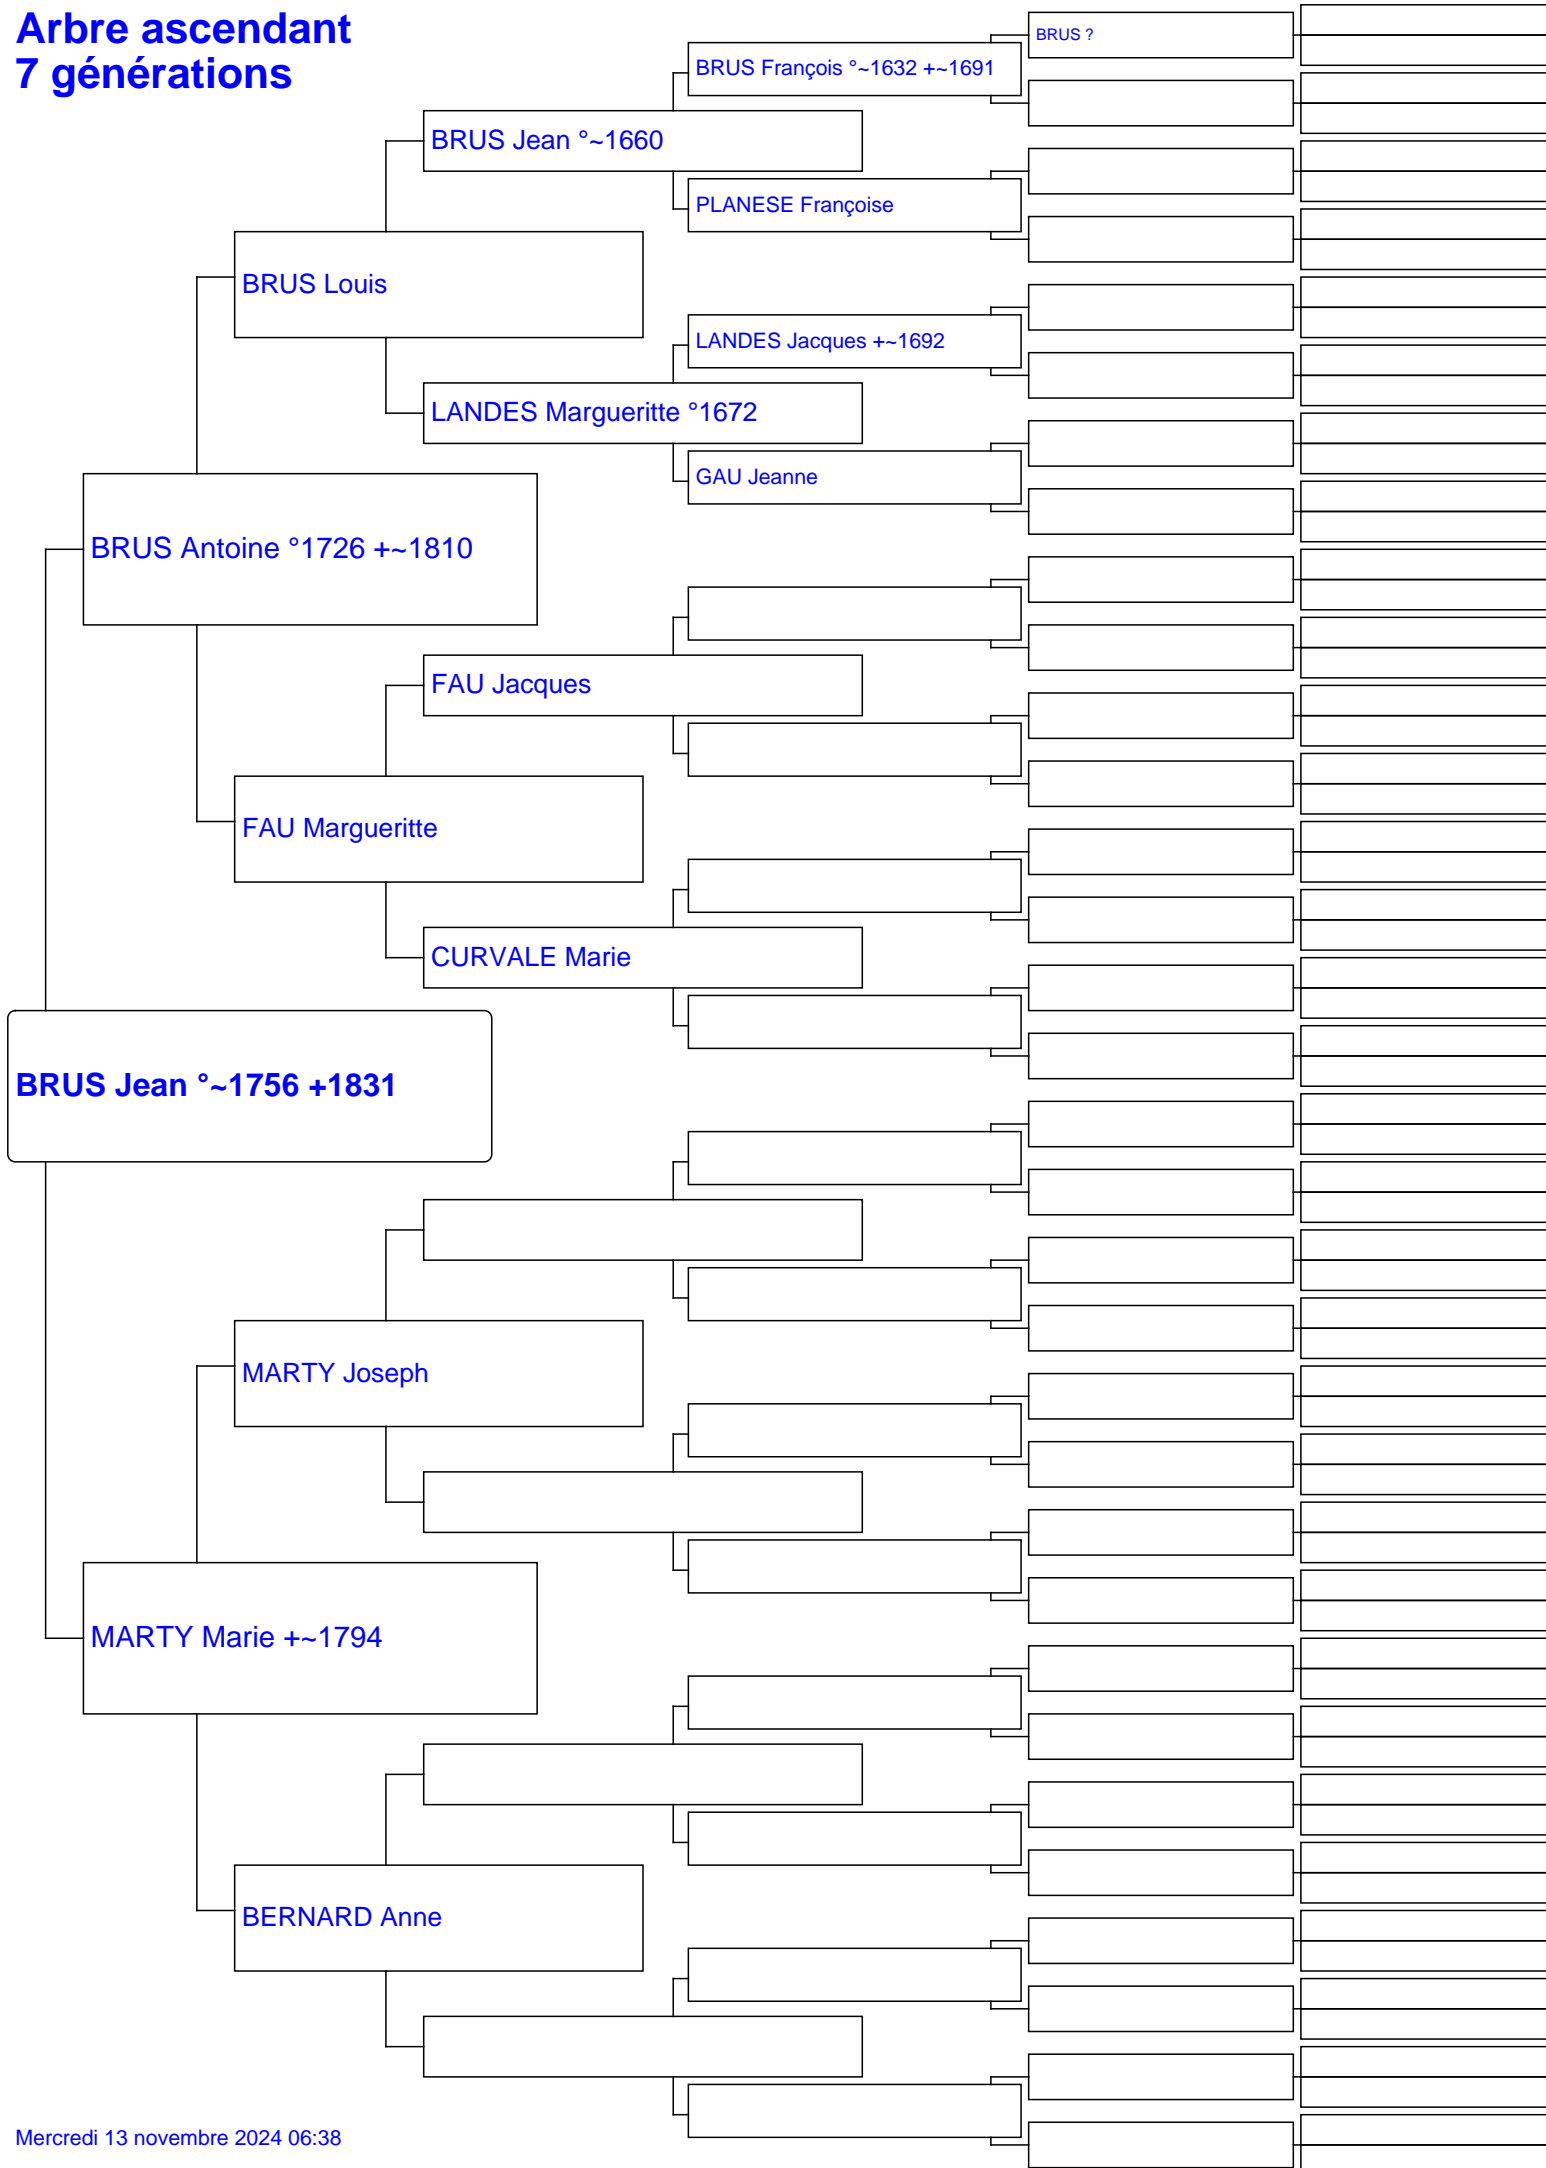 Arbre ascendant
7 générations
BRUS ?
BRUS François °~1632 +~1691
BRUS Jean °~1660
PLANESE Françoise
BRUS Louis
LANDES Jacques +~1692
LANDES Margueritte °1672
GAU Jeanne
BRUS Antoine °1726 +~1810
FAU Jacques
FAU Margueritte
CURVALE Marie
BRUS Jean °~1756 +1831
MARTY Joseph
MARTY Marie +~1794
BERNARD Anne
Mercredi 13 novembre 2024 06:38